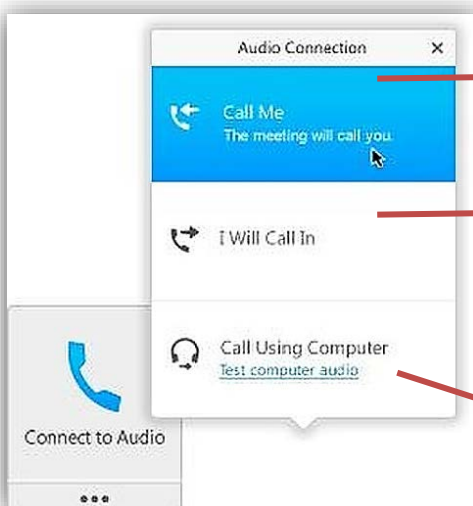 Audio Connection
Call Me
The meeting will call you.
I Will Call In
Call Using Computer
Test computer audio
Connect to Audio